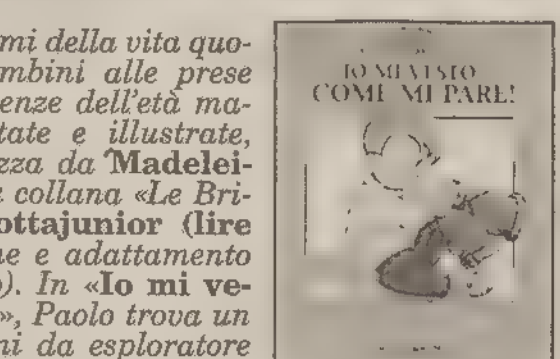 mi della vita quo-
mbini alle prese
enze dell'età ma-
tate e illustrate,
zza da Madelei-
e collana «Le Bri-
ottajunior (lire
ne e adattamento
o). In «Io mi ve-
», Paolo trova un
ni da esploratore
IO MI VESTO
COME MI PARE!